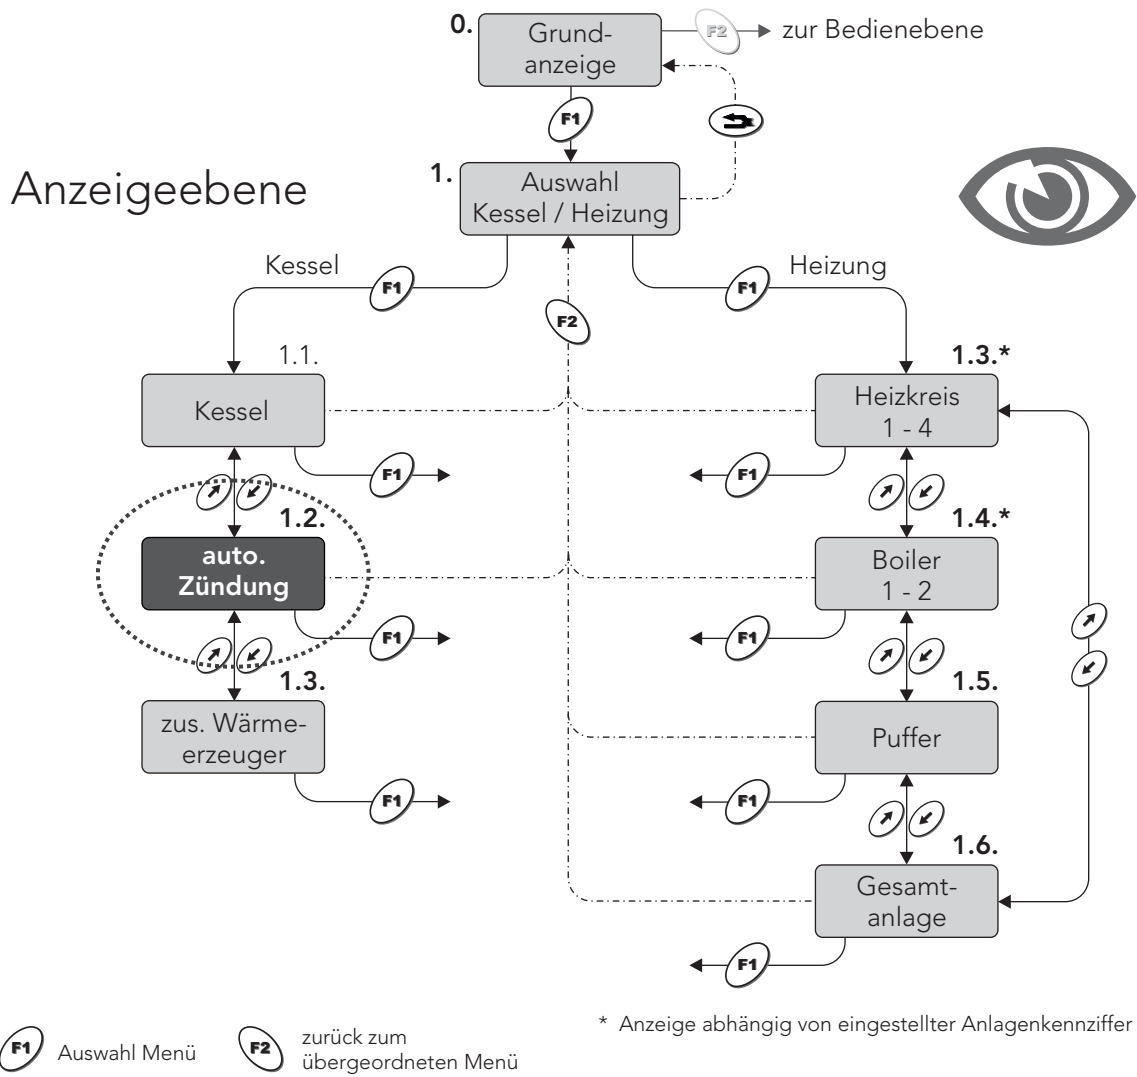 0.
Grund-
anzeige
F2
zur Bedienebene
F1
Anzeigeebene
1.
Auswahl
Kessel / Heizung
Kessel
F1
F2
F1
Heizung
1.1.
Kessel
F1
1.3.*
Heizkreis
1 - 4
F1
1.2.
auto.
Zündung
F1
1.4.*
Boiler
1 - 2
F1
1.3.
zus. Wärme-
erzeuger
F1
1.5.
Puffer
F1
1.6.
Gesamt-
anlage
F1
* Anzeige abhängig von eingestellter Anlagenkennziffer
F1
Auswahl Menü
F2
zurück zum
übergeordneten Menü